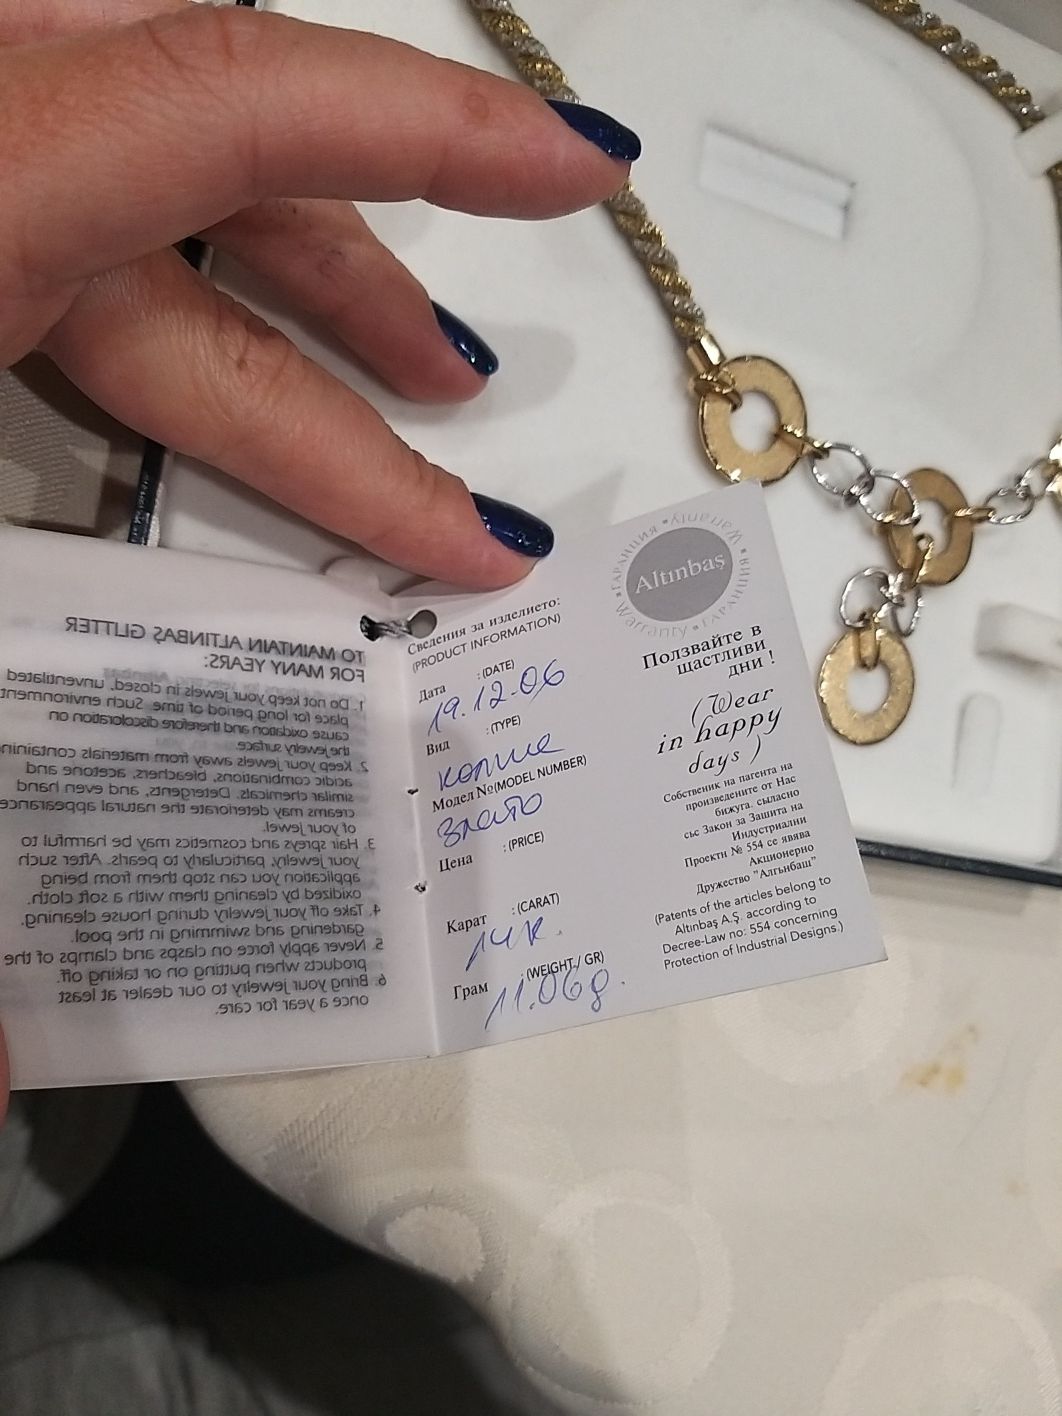 TO MAINTAIN ALTINBAŞ GLITTER
FOR MANY YEARS:
1. Do not keep your jewels in closed, unventilated
place for long period of time. Such environment
cause oxidation and therefore discoloration on
the jewelry surface.
2. Keep your jewels away from materials containing
acidic combinations, bleachers, acetone and
similar chemicals. Detergents, and even hand
creams may deteriorate the natural appearance
of your jewel.
3. Hair spreys and cosmetics may be harmful to
your jewelry, particularly to pearls. After such
application you can stop them from being
oxidized by cleaning them with a soft cloth.
4. Take off your jewelry during house cleaning,
gardening and swimming in the pool.
5. Never apply force on clasps and clamps of the
products when putting on or taking off.
6. Bring your jewelry to our dealer at least
once a year for care.
Сведения за изделието:
(PRODUCT INFORMATION)
Дата : (DATE)
19.12.06
Вид : (TYPE)
колие
Модел №(MODEL NUMBER)
злато
Цена : (PRICE)
Карат : (CARAT)
14к.
Грам : (WEIGHT / GR)
11.06g.
Warranty • ГАРАНЦИЯ • Warranty • ГАРАНЦИЯ
Altınbaş
Ползвайте в
щастливи
дни !
(Wear
in happy
days )
Собственик на патента на
произведените от Нас
бижута. съгласно
със Закон за Зашита на
Индустриални
Проекти № 554 се явява
Акционерно
Дружество "Алгънбаш"
(Patents of the articles belong to
Altınbaş A.Ş. according to
Decree-Law no: 554 concerning
Protection of Industrial Designs.)